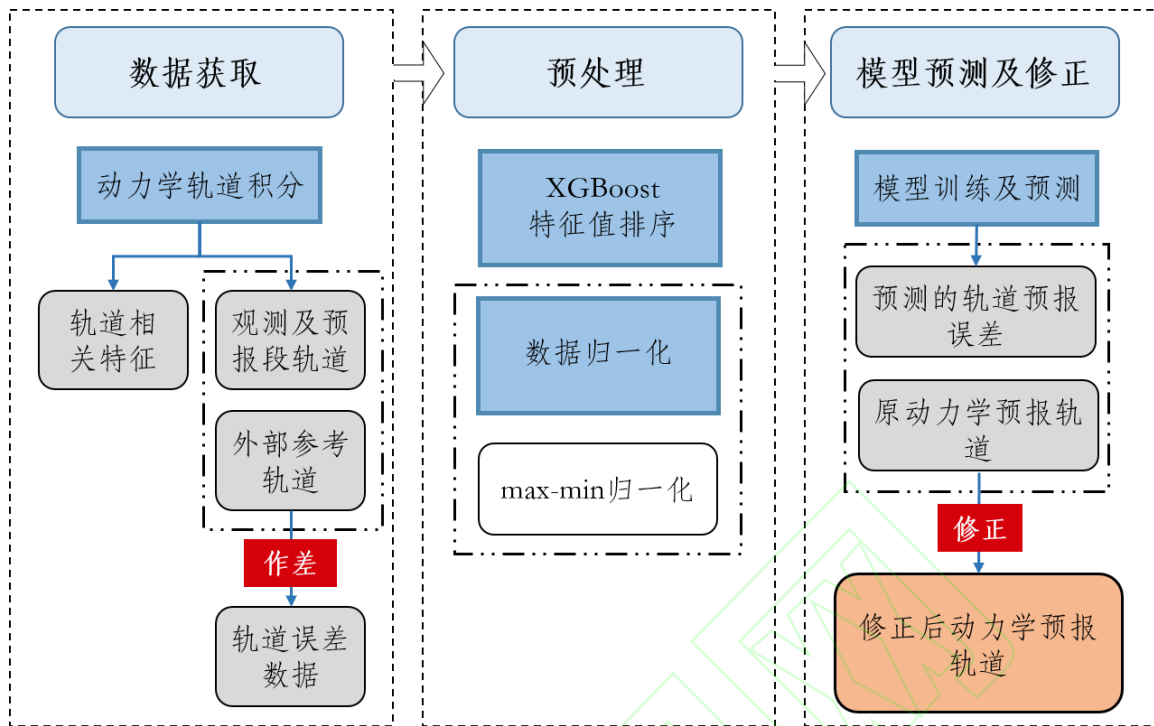 数据获取
动力学轨道积分
轨道相
关特征
观测及预
报段轨道
外部参考
轨道
作差
轨道误差
数据
预处理
XGBoost
特征值排序
数据归一化
max-min归一化
模型预测及修正
模型训练及预测
预测的轨道预报
误差
原动力学预报轨
道
修正
修正后动力学预报
轨道